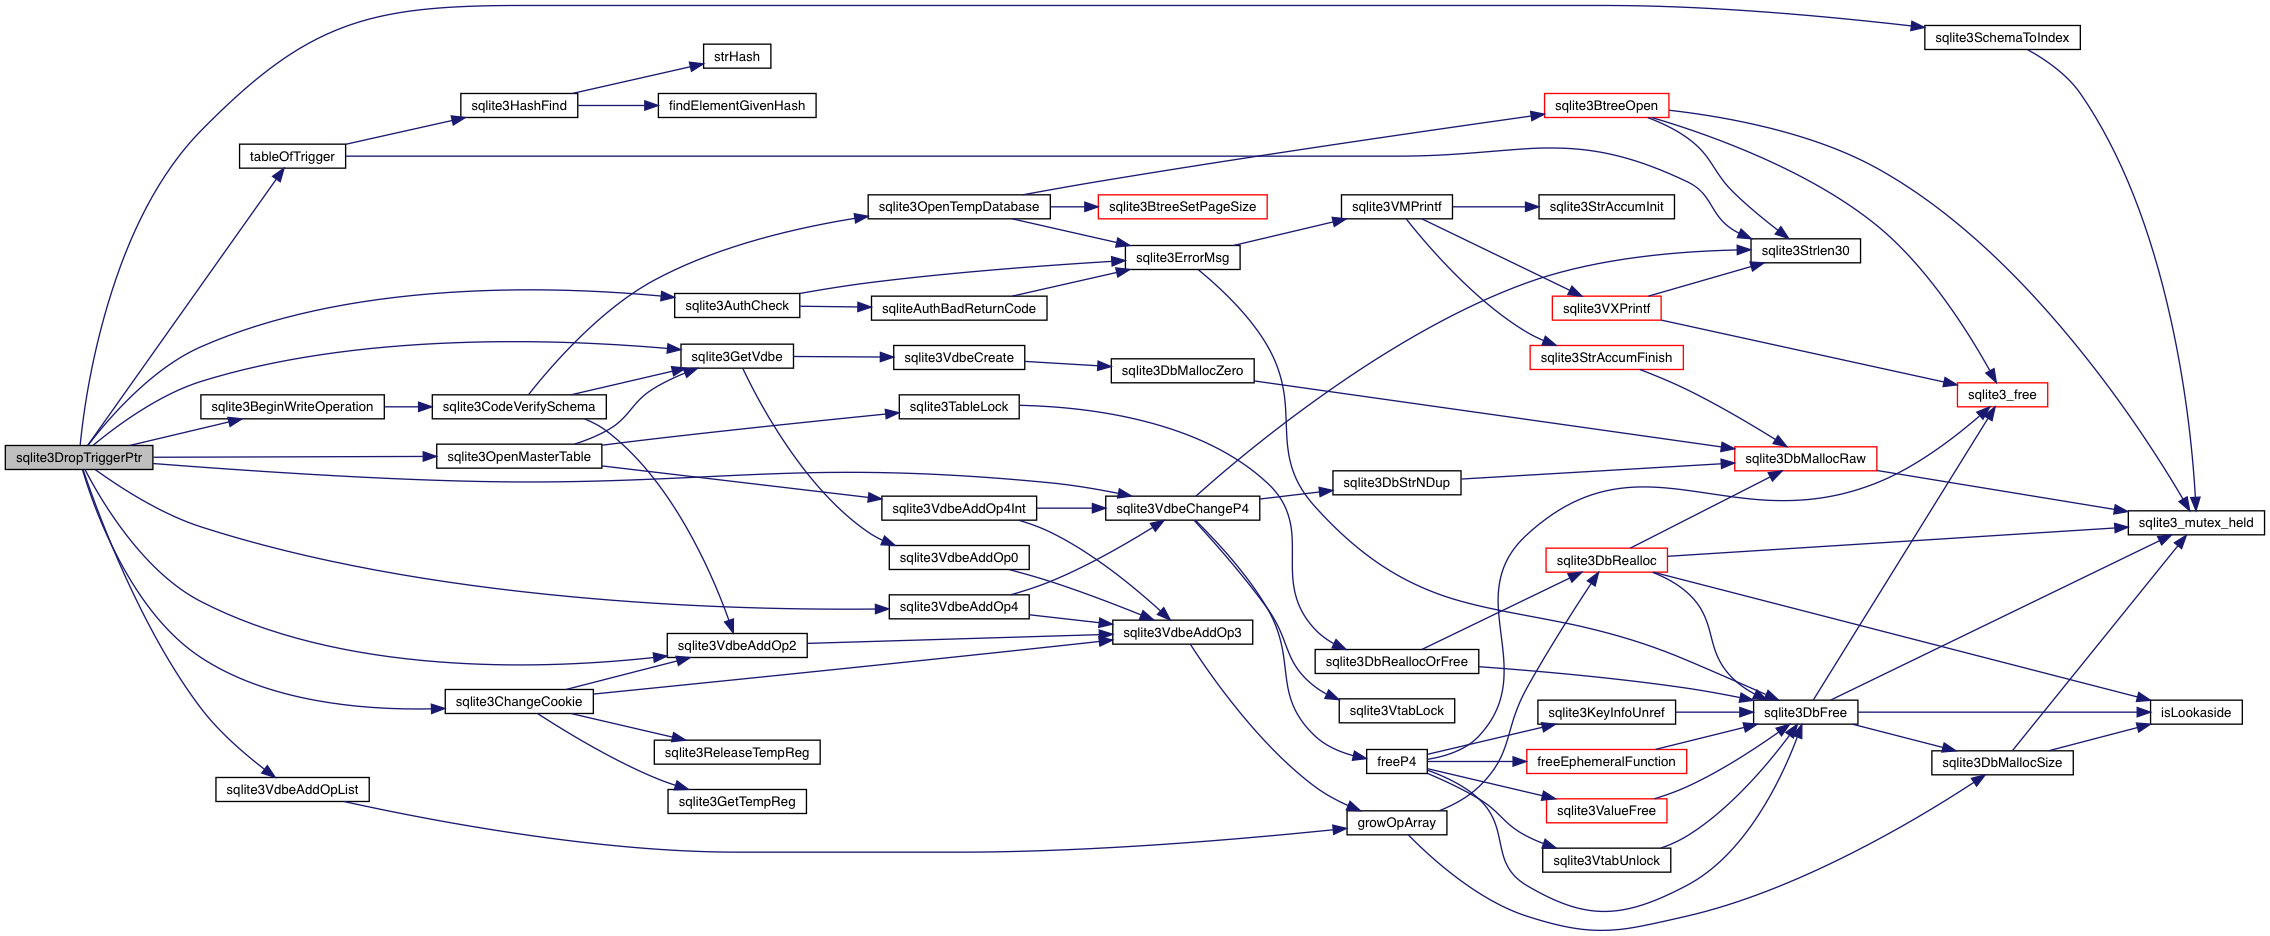 sqlite3SchemaToIndex
strHash
sqlite3HashFind
findElementGivenHash
sqlite3BtreeOpen
tableOfTrigger
sqlite3OpenTempDatabase
sqlite3BtreeSetPageSize
sqlite3VMPrintf
sqlite3StrAccumInit
sqlite3ErrorMsg
sqlite3Strlen30
sqlite3AuthCheck
sqliteAuthBadReturnCode
sqlite3VXPrintf
sqlite3GetVdbe
sqlite3VdbeCreate
sqlite3DbMallocZero
sqlite3StrAccumFinish
sqlite3_free
sqlite3BeginWriteOperation
sqlite3CodeVerifySchema
sqlite3TableLock
sqlite3DropTriggerPtr
sqlite3OpenMasterTable
sqlite3DbMallocRaw
sqlite3DbStrNDup
sqlite3VdbeAddOp4Int
sqlite3VdbeChangeP4
sqlite3_mutex_held
sqlite3VdbeAddOp0
sqlite3DbRealloc
sqlite3VdbeAddOp4
sqlite3VdbeAddOp3
sqlite3VdbeAddOp2
sqlite3DbReallocOrFree
sqlite3ChangeCookie
sqlite3VtabLock
sqlite3KeyInfoUnref
sqlite3DbFree
isLookaside
sqlite3ReleaseTempReg
freeP4
freeEphemeralFunction
sqlite3DbMallocSize
sqlite3VdbeAddOpList
sqlite3GetTempReg
sqlite3ValueFree
growOpArray
sqlite3VtabUnlock